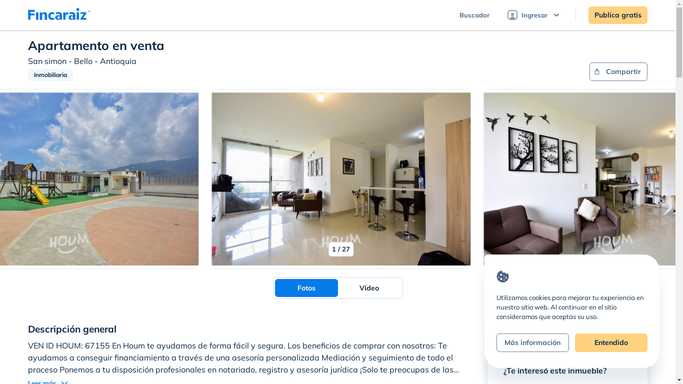 Fincaraiz
Buscador
Ingresar
Publica gratis
Apartamento en venta
San simon - Bello - Antioquia
Inmobiliaria
Compartir
HOUM
HOUM
HOUM
1 / 27
Fotos
Video
Utilizamos cookies para mejorar tu experiencia en
nuestro sitio web. Al continuar en el sitio
consideramos que aceptas su uso.
Más información
Entendido
Descripción general
VEN ID HOUM: 67155 En Houm te ayudamos de forma fácil y segura. Los beneficios de comprar con nosotros: Te
ayudamos a conseguir financiamiento a través de una asesoría personalizada Mediación y seguimiento de todo el
proceso Ponemos a tu disposición profesionales en notariado, registro y asesoría jurídica ¡Solo te preocupas de las...
Leer más
¿Te interesó este inmueble?